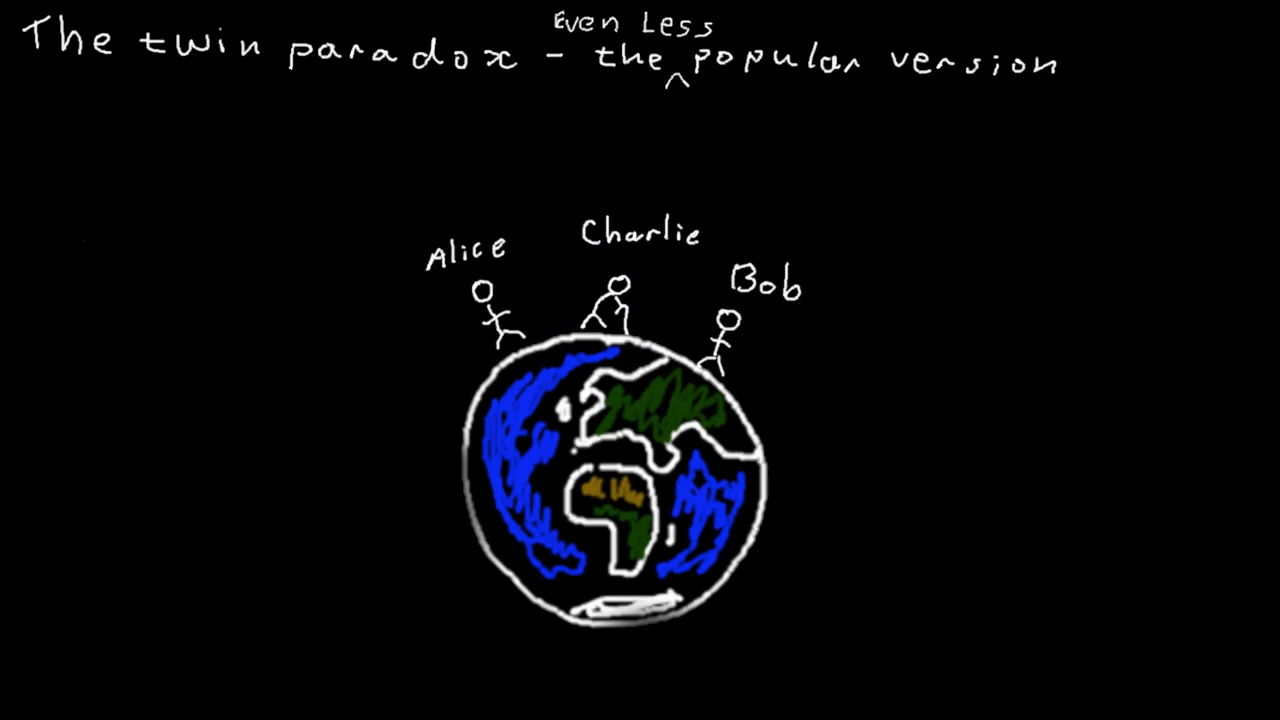 Even Less
The twin paradox - the ^ popular version
Charlie
Alice
Bob